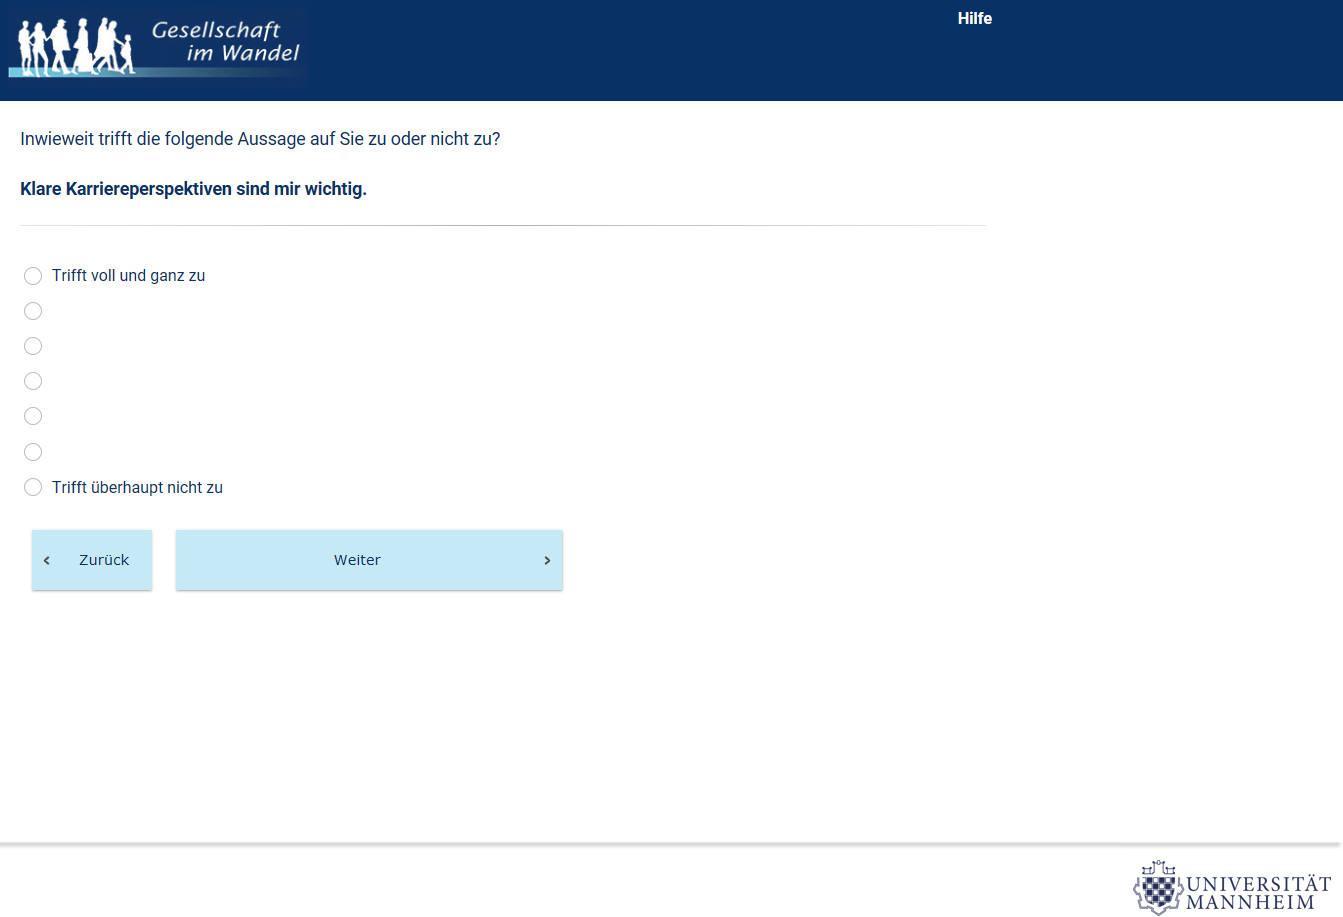 Gesellschaft
im Wandel
Hilfe
Inwieweit trifft die folgende Aussage auf Sie zu oder nicht zu?
Klare Karriereperspektiven sind mir wichtig.
Trifft voll und ganz zu
Trifft überhaupt nicht zu
Zurück
Weiter
UNIVERSITÄT
MANNHEIM